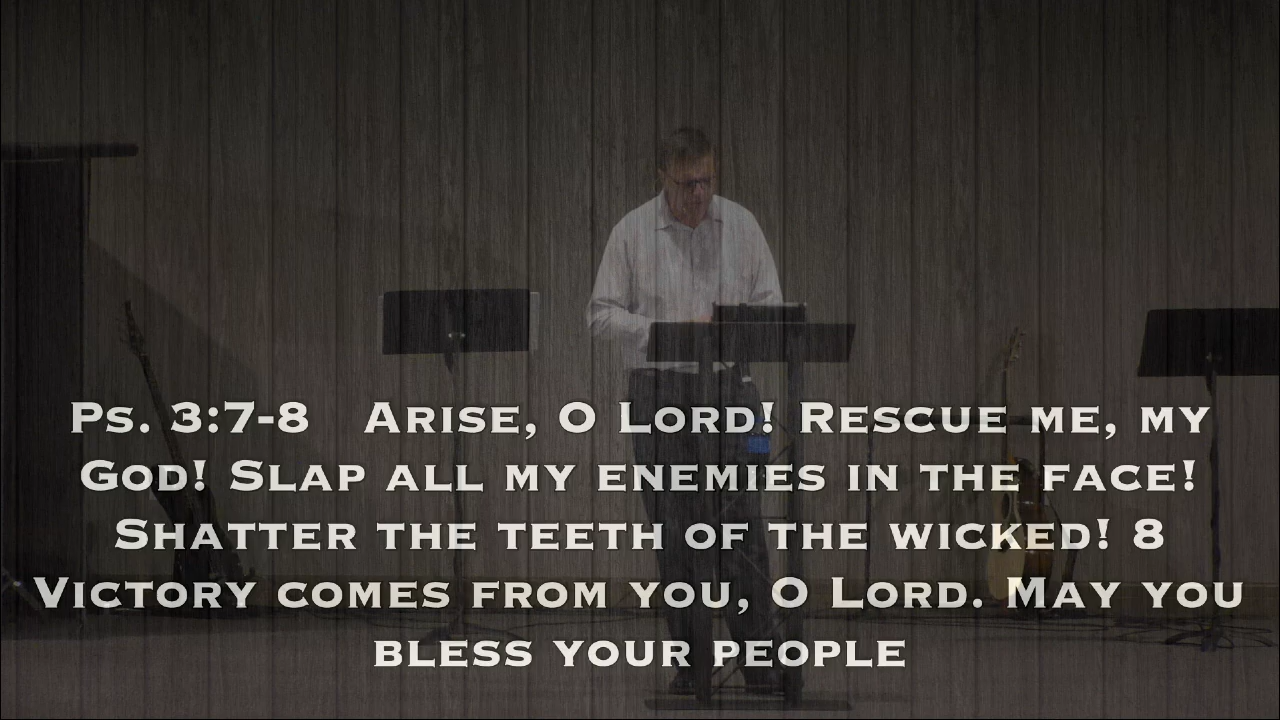 Ps. 3:7-8   Arise, O Lord! Rescue me, my
God! Slap all my enemies in the face!
Shatter the teeth of the wicked! 8
Victory comes from you, O Lord. May you
bless your people